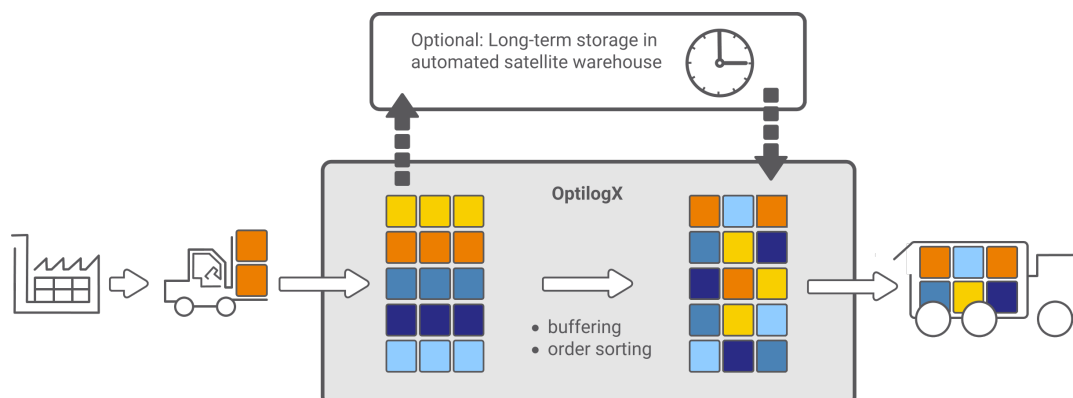 Optional: Long-term storage in
automated satellite warehouse
OptilogX
• buffering
• order sorting